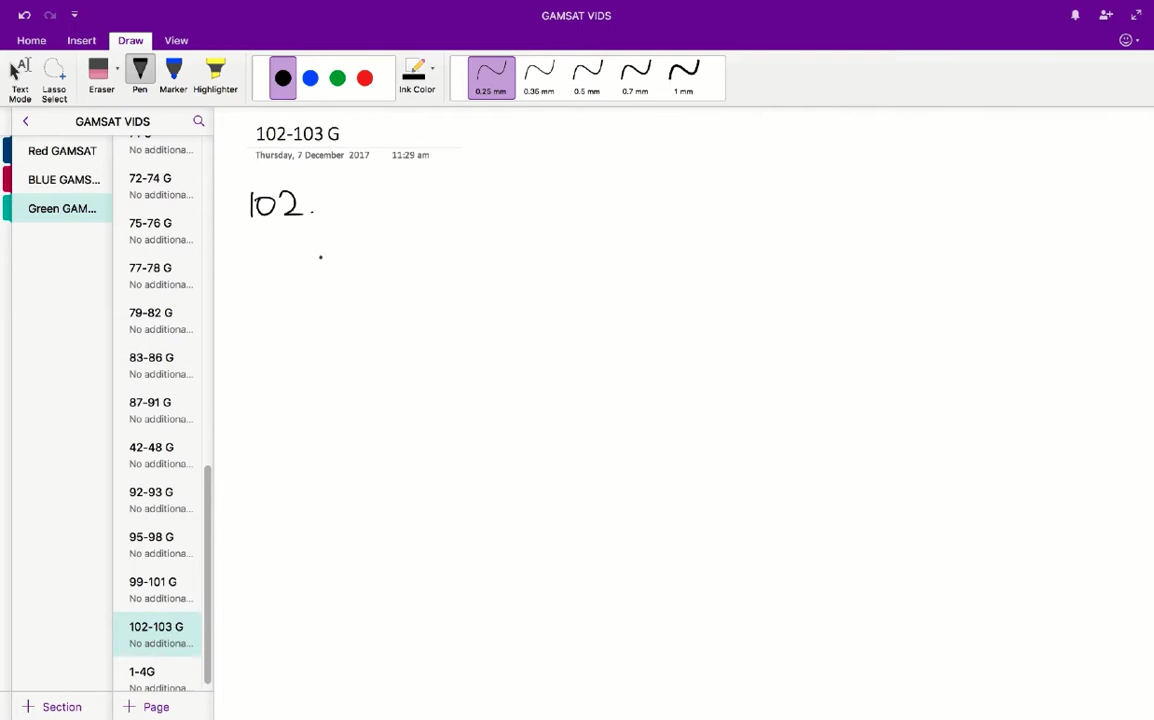 GAMSAT VIDS
Home Insert Draw View
Text Mode
Lasso Select
Eraser
Pen
Marker
Highlighter
Ink Color
0.25 mm
0.35 mm
0.5 mm
0.7 mm
1 mm
GAMSAT VIDS
Red GAMSAT
BLUE GAMS...
Green GAM...
No additiona...
72-74 G
No additiona...
75-76 G
No additiona...
77-78 G
No additiona...
79-82 G
No additiona...
83-86 G
No additiona...
87-91 G
No additiona...
42-48 G
No additiona...
92-93 G
No additiona...
95-98 G
No additiona...
99-101 G
No additiona...
102-103 G
No additiona...
1-4G
No additiona...
+ Section
+ Page
102-103 G
Thursday, 7 December 2017 11:29 am
102.